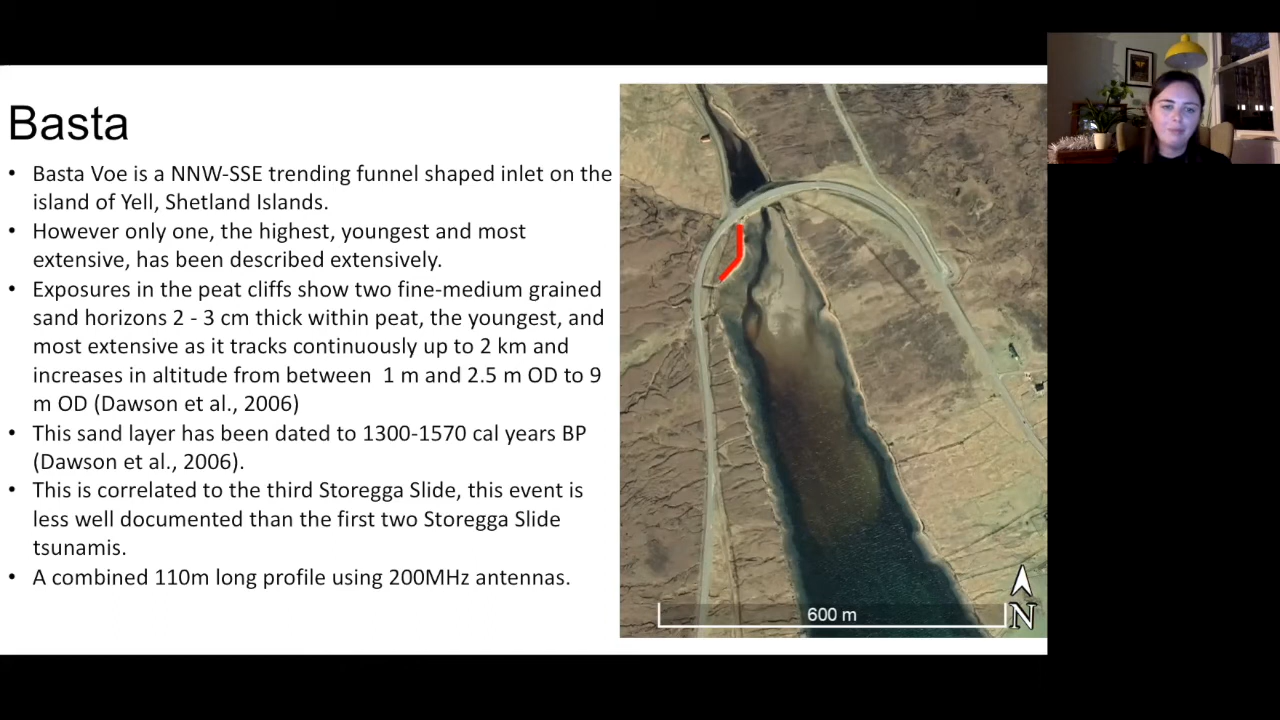 Basta
• Basta Voe is a NNW-SSE trending funnel shaped inlet on the
island of Yell, Shetland Islands.
• However only one, the highest, youngest and most
extensive, has been described extensively.
• Exposures in the peat cliffs show two fine-medium grained
sand horizons 2 - 3 cm thick within peat, the youngest, and
most extensive as it tracks continuously up to 2 km and
increases in altitude from between 1 m and 2.5 m OD to 9
m OD (Dawson et al., 2006)
• This sand layer has been dated to 1300-1570 cal years BP
(Dawson et al., 2006).
• This is correlated to the third Storegga Slide, this event is
less well documented than the first two Storegga Slide
tsunamis.
• A combined 110m long profile using 200MHz antennas.
600 m
N